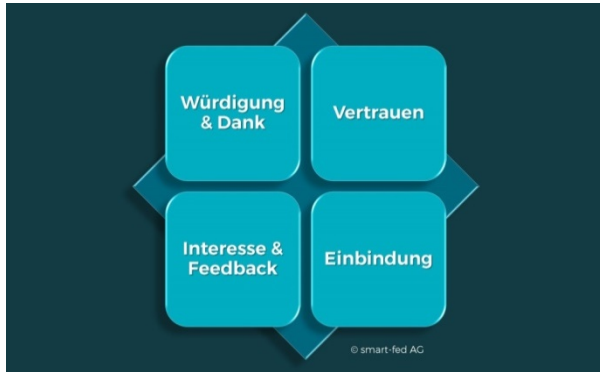 Würdigung
& Dank
Vertrauen
Interesse &
Feedback
Einbindung
© smart-fed AG